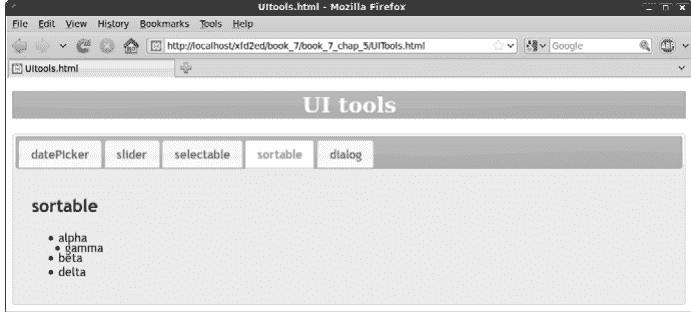 UItools.html - Mozilla Firefox
File Edit View History Bookmarks Tools Help
http://localhost/xfd2ed/book_7/book_7_chap_5/UITools.html Google ABP
UItools.html
UI tools
datePicker slider selectable sortable dialog
sortable
• alpha
• gamma
• beta
• delta